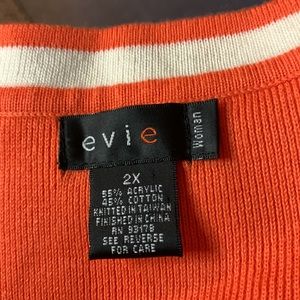 evie
Woman
2X
55% ACRYLIC
45% COTTON
KNITTED IN TAIWAN
FINISHED IN CHINA
RN 93178
SEE REVERSE
FOR CARE